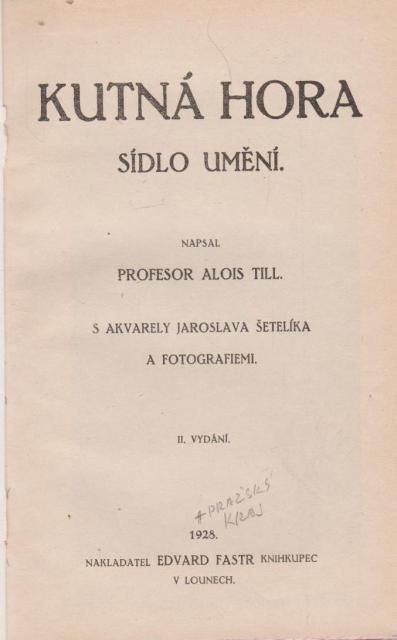 KUTNÁ HORA
SÍDLO UMĚNÍ.
NAPSAL
PROFESOR ALOIS TILL.
S AKVARELY JAROSLAVA ŠETELÍKA
A FOTOGRAFIEMI.
II. VYDÁNÍ.
# PRAŽSKÝ
KRAJ
1928.
NAKLADATEL EDVARD FASTR KNIHKUPEC
V LOUNECH.